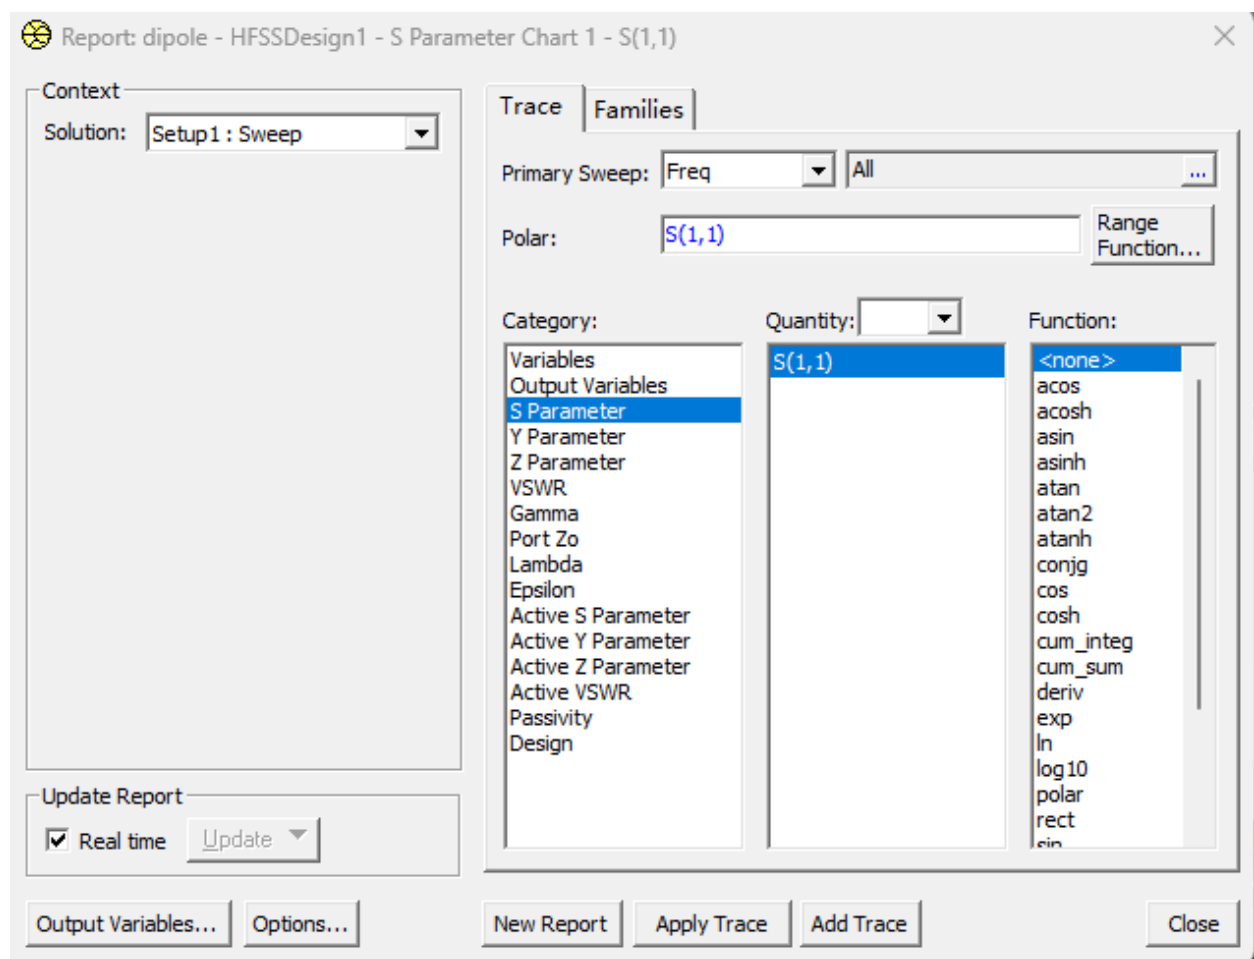 Report: dipole - HFSSDesign1 - S Parameter Chart 1 - S(1,1)
Context
Solution: Setup1 : Sweep
Trace Families
Primary Sweep: Freq All ...
Polar: S(1,1) Range
Function...
Category:
Variables
Output Variables
S Parameter
Y Parameter
Z Parameter
VSWR
Gamma
Port Zo
Lambda
Epsilon
Active S Parameter
Active Y Parameter
Active Z Parameter
Active VSWR
Passivity
Design
Quantity:
S(1,1)
Function:
<none>
acos
acosh
asin
asinh
atan
atan2
atanh
conjg
cos
cosh
cum_integ
cum_sum
deriv
exp
ln
log10
polar
rect
sin
Update Report
Real time Update
Output Variables... Options... New Report Apply Trace Add Trace Close